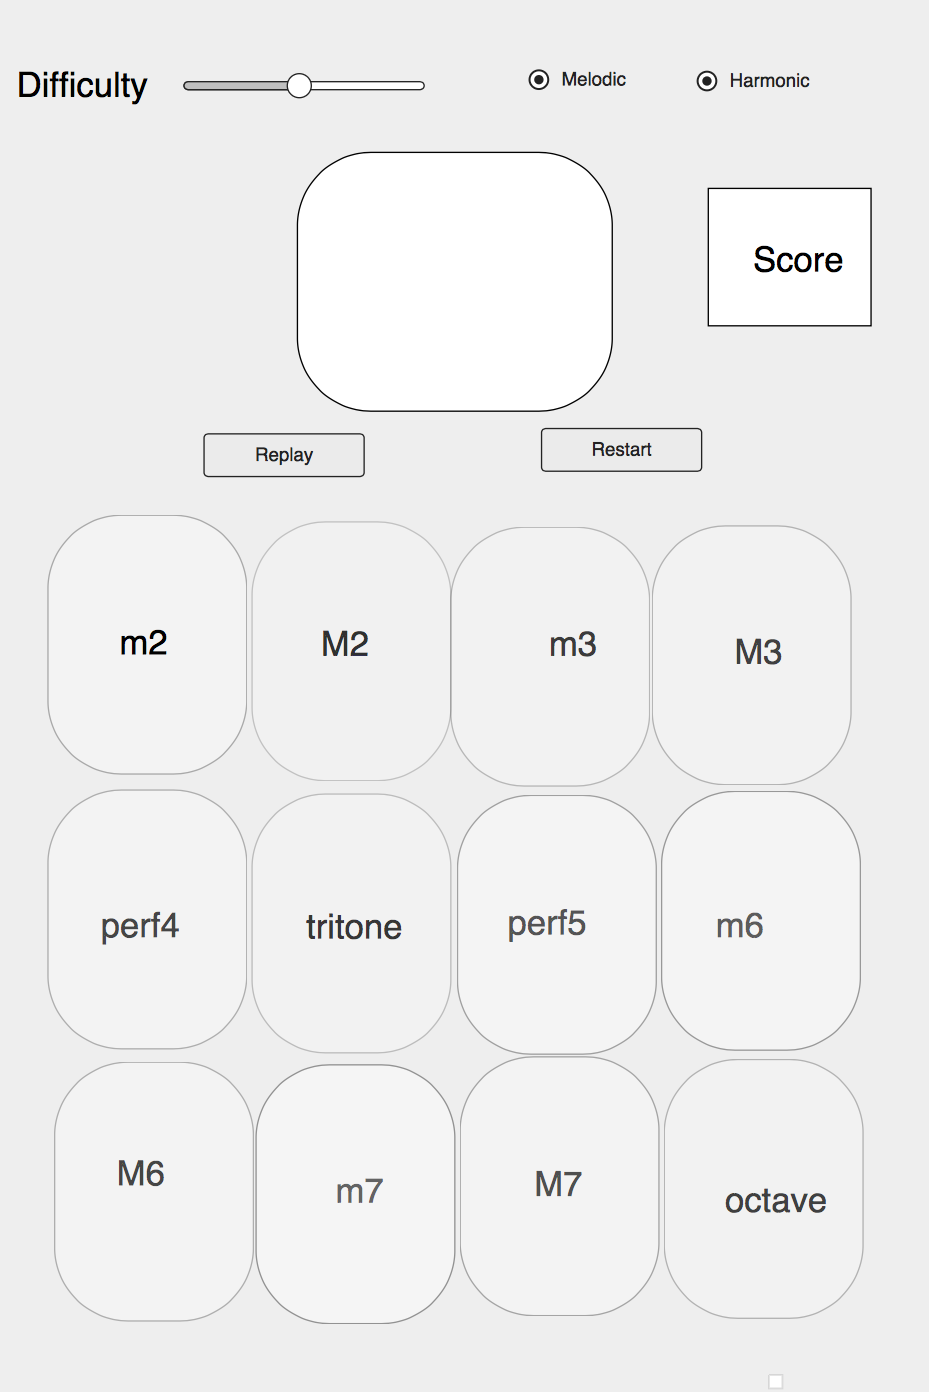 Difficulty
Melodic
Harmonic
Score
Replay
Restart
m2
M2
m3
M3
perf4
tritone
perf5
m6
M6
m7
M7
octave